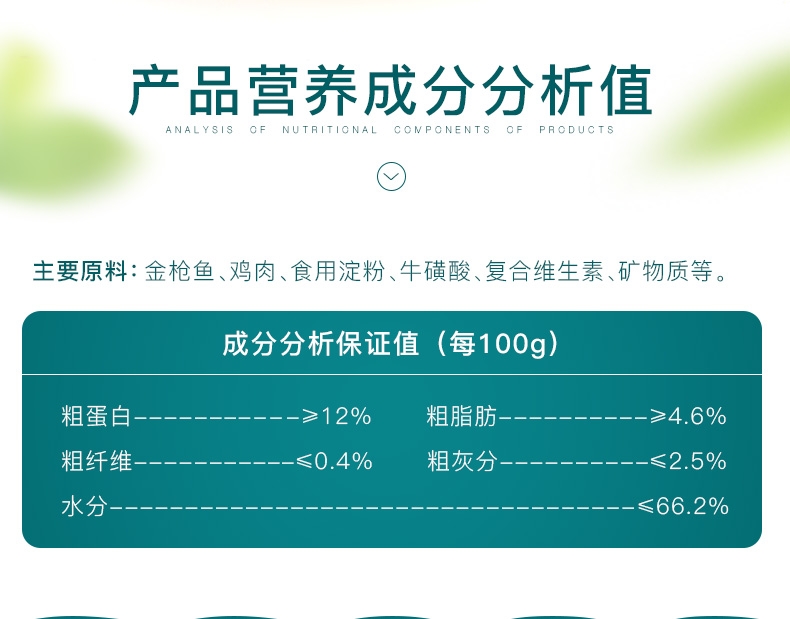 产品营养成分分析值
ANALYSIS OF NUTRITIONAL COMPONENTS OF PRODUCTS
主要原料：金枪鱼、鸡肉、食用淀粉、牛磺酸、复合维生素、矿物质等。
成分分析保证值（每100g）
粗蛋白-----------≥12% 粗脂肪----------≥4.6%
粗纤维-----------≤0.4% 粗灰分----------≤2.5%
水分-----------------------------------≤66.2%